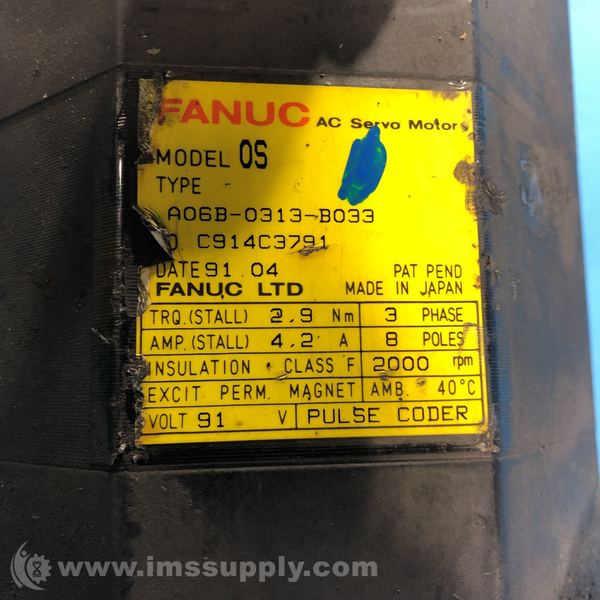 FANUC AC Servo Motor
MODEL 0S
TYPE
A06B-0313-B033
C914C3791
DATE 91.04 PAT PEND
FANUC LTD MADE IN JAPAN
TRQ.(STALL) 2.9 Nm 3 PHASE
AMP.(STALL) 4.2 A 8 POLES
INSULATION CLASS F 2000 rpm
EXCIT PERM. MAGNET AMB. 40°C
VOLT 91 V PULSE CODER
www.imssupply.com